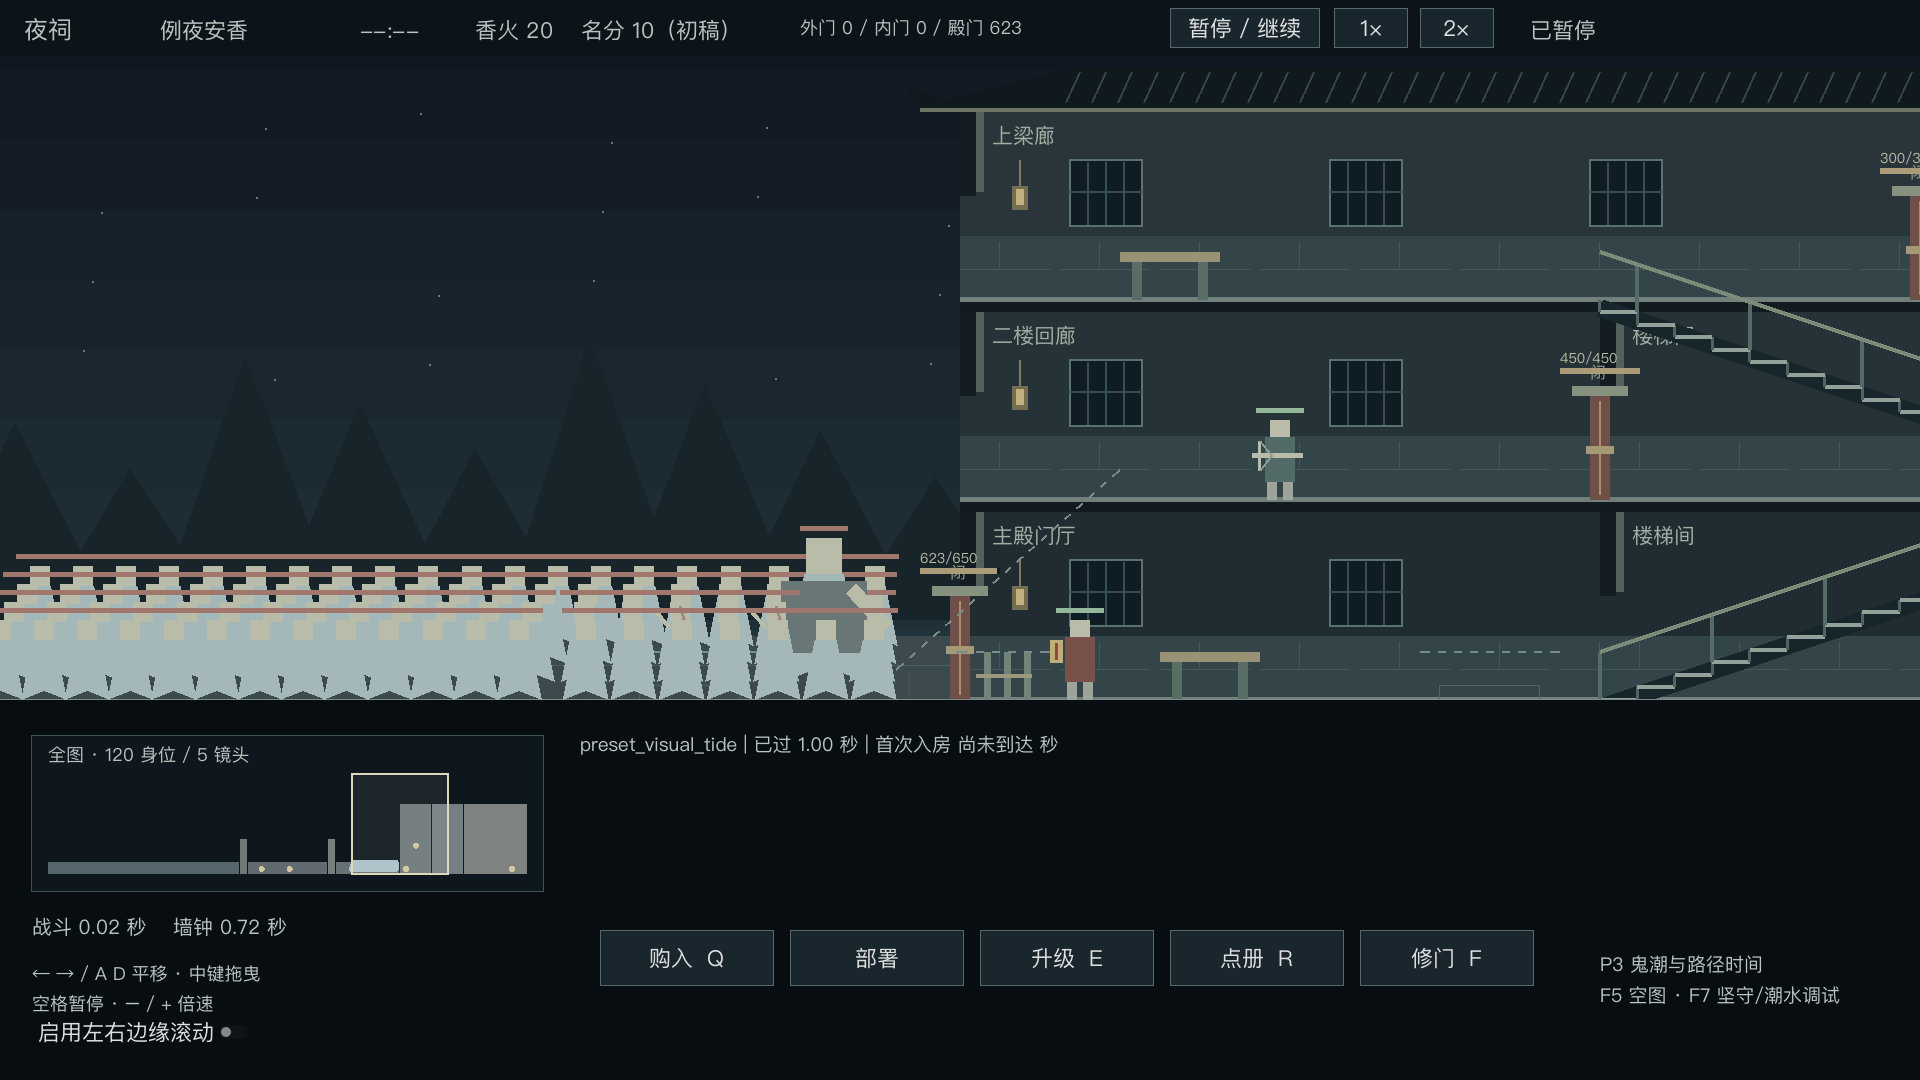 夜祠
例夜安香
--:--
香火 20
名分 10（初稿）
外门 0 / 内门 0 / 殿门 623
暂停 / 继续
1×
2×
已暂停
上梁廊
二楼回廊
450/450
闭
主殿门厅
623/650
闭
楼梯间
全图 · 120 身位 / 5 镜头
preset_visual_tide | 已过 1.00 秒 | 首次入房 尚未到达 秒
战斗 0.02 秒 墙钟 0.72 秒
←→ / A D 平移 · 中键拖曳
空格暂停 · － / + 倍速
启用左右边缘滚动
购入 Q
部署
升级 E
点册 R
修门 F
P3 鬼潮与路径时间
F5 空图 · F7 坚守/潮水调试